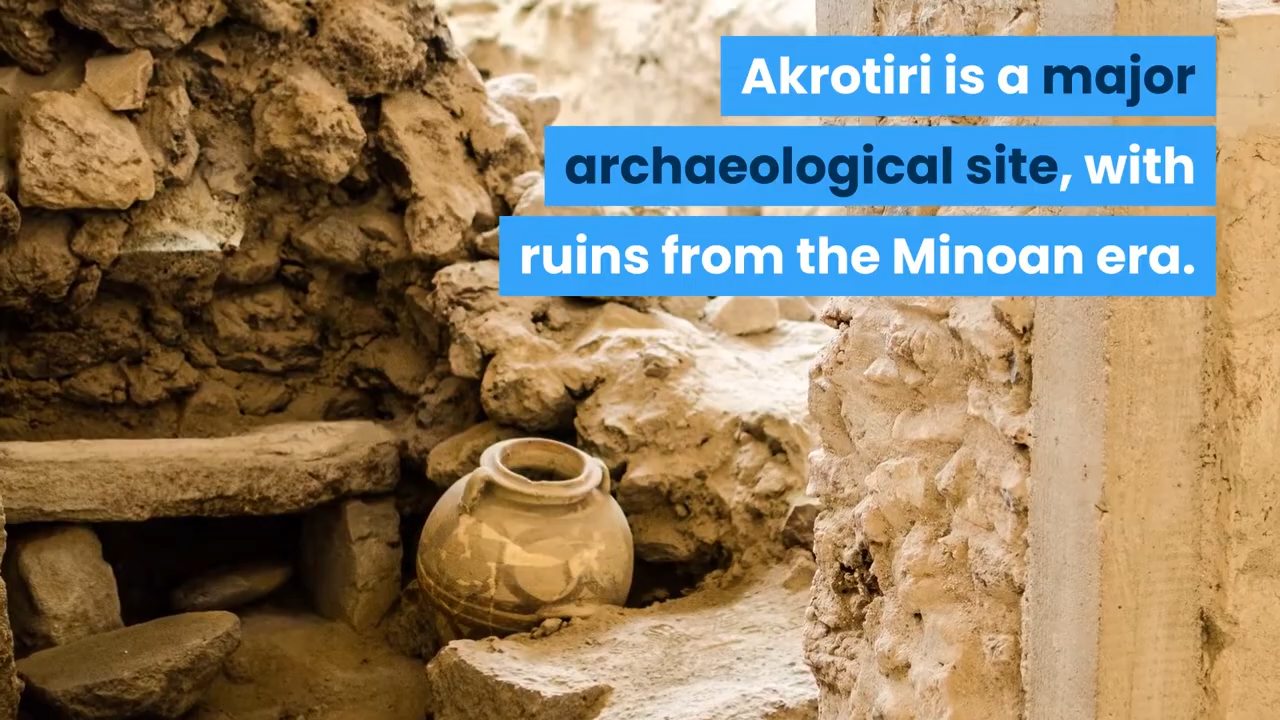 Akrotiri is a major
archaeological site, with
ruins from the Minoan era.